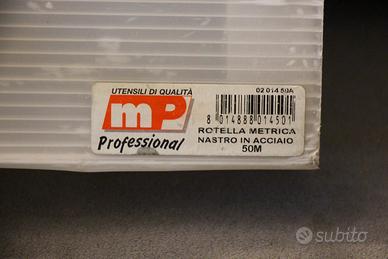 UTENSILI DI QUALITÀ
mP
Professional
02 014 50A
8 014888 014501
ROTELLA METRICA
NASTRO IN ACCIAIO
50M
subito